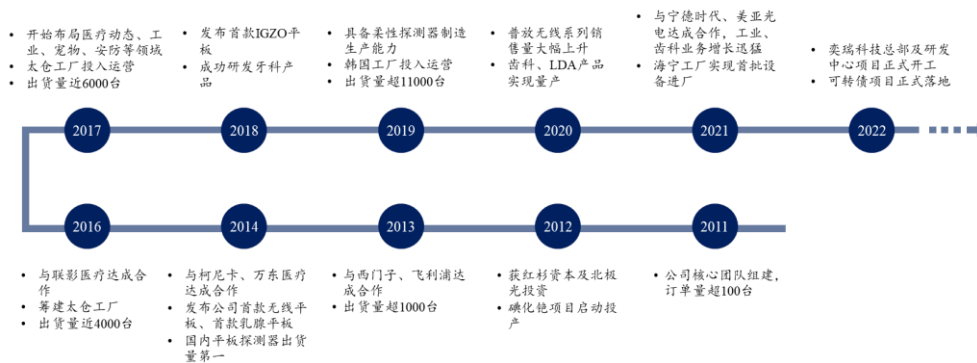 • 开始布局医疗动态、工
业、宠物、安防等领域
• 太仓工厂投入运营
• 出货量近6000台
• 发布首款IGZO平
板
• 成功研发牙科产
品
• 具备柔性探测器制造
生产能力
• 韩国工厂投入运营
• 出货量超11000台
• 普放无线系列销
售量大幅上升
• 齿科、LDA产品
实现量产
• 与宁德时代、美亚光
电达成合作，工业、
齿科业务增长迅猛
• 海宁工厂实现首批设
备进厂
• 奕瑞科技总部及研发
中心项目正式开工
• 可转债项目正式落地
2017
2018
2019
2020
2021
2022
2016
2014
2013
2012
2011
• 与联影医疗达成合
作
• 筹建太仓工厂
• 出货量近4000台
• 与柯尼卡、万东医疗
达成合作
• 发布公司首款无线平
板、首款乳腺平板
• 国内平板探测器出货
量第一
• 与西门子、飞利浦达
成合作
• 出货量超1000台
• 获红杉资本及北极
光投资
• 碘化铯项目启动投
产
• 公司核心团队组建，
订单量超100台